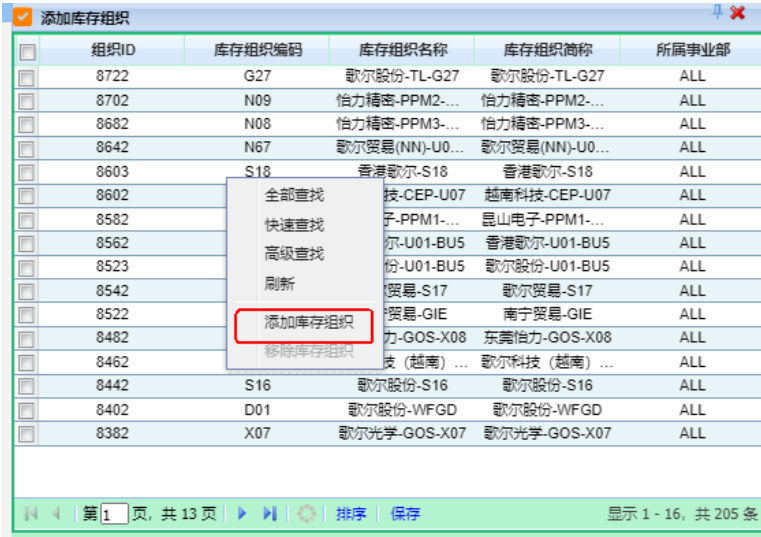 添加库存组织
组织ID 库存组织编码 库存组织名称 库存组织简称 所属事业部
8722 G27 歌尔股份-TL-G27 歌尔股份-TL-G27 ALL
8702 N09 怡力精密-PPM2-... 怡力精密-PPM2-... ALL
8682 N08 怡力精密-PPM3-... 怡力精密-PPM3-... ALL
8642 N67 歌尔贸易(NN)-U0... 歌尔贸易(NN)-U0... ALL
8603 S18 香港歌尔-S18 香港歌尔-S18 ALL
8602 技-CEP-U07 越南科技-CEP-U07 ALL
8582 子-PPM1-... 昆山电子-PPM1-... ALL
8562 尔-U01-BU5 香港歌尔-U01-BU5 ALL
8523 份-U01-BU5 歌尔股份-U01-BU5 ALL
8542 贸易-S17 歌尔贸易-S17 ALL
8522 贸易-GIE 南宁贸易-GIE ALL
8482 力-GOS-X08 东莞怡力-GOS-X08 ALL
8462 技（越南）... 歌尔科技（越南）... ALL
8442 S16 歌尔股份-S16 歌尔股份-S16 ALL
8402 D01 歌尔股份-WFGD 歌尔股份-WFGD ALL
8382 X07 歌尔光学-GOS-X07 歌尔光学-GOS-X07 ALL
全部查找
快速查找
高级查找
刷新
添加库存组织
移除库存组织
第 1 页, 共 13 页 排序 保存 显示 1 - 16, 共 205 条